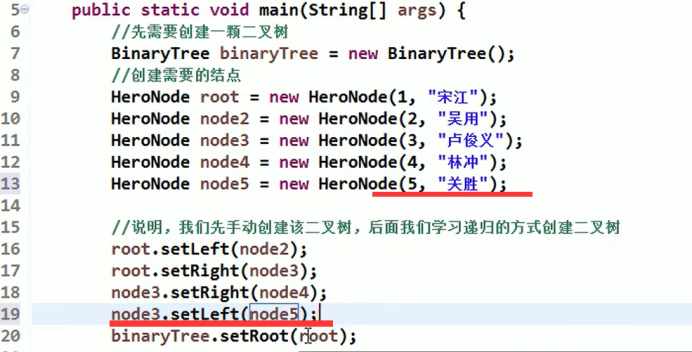 5 public static void main(String[] args) {
6 //先需要创建一颗二叉树
7 BinaryTree binaryTree = new BinaryTree();
8 //创建需要的结点
9 HeroNode root = new HeroNode(1, "宋江");
10 HeroNode node2 = new HeroNode(2, "吴用");
11 HeroNode node3 = new HeroNode(3, "卢俊义");
12 HeroNode node4 = new HeroNode(4, "林冲");
13 HeroNode node5 = new HeroNode(5, "关胜");
14
15 //说明，我们先手动创建该二叉树，后面我们学习递归的方式创建二叉树
16 root.setLeft(node2);
17 root.setRight(node3);
18 node3.setRight(node4);
19 node3.setLeft(node5);
20 binaryTree.setRoot(root);